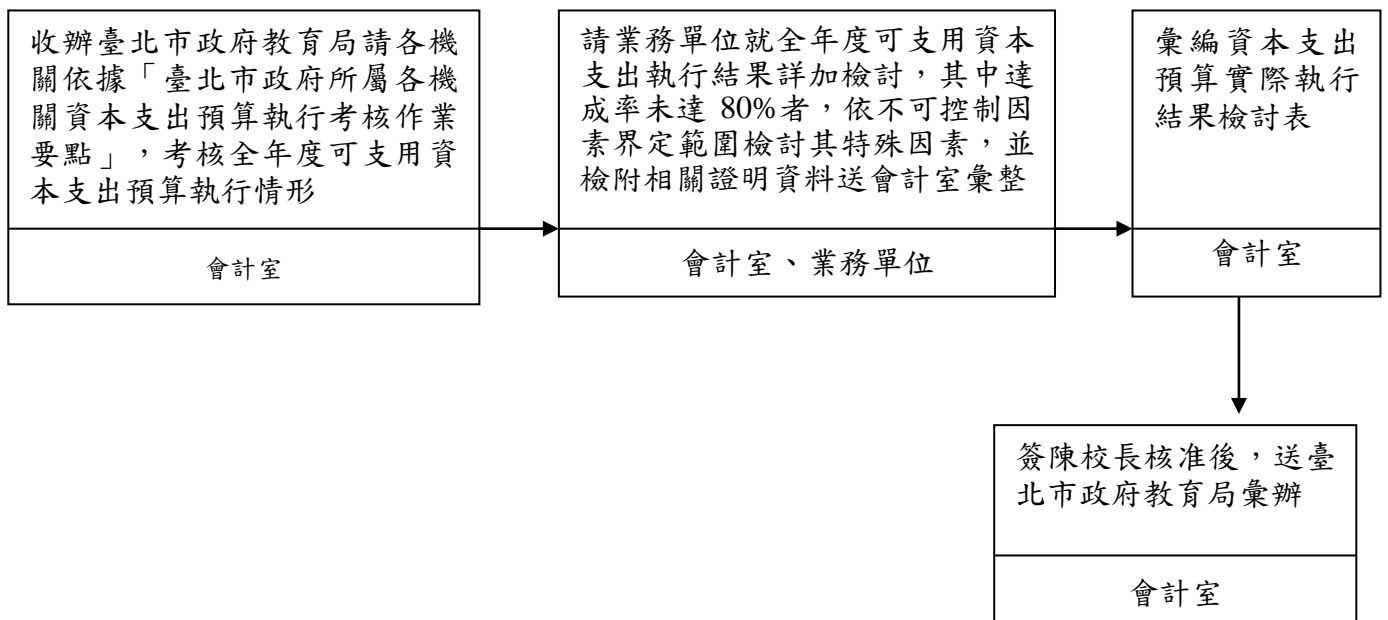 收辦臺北市政府教育局請各機
關依據「臺北市政府所屬各機
關資本支出預算執行考核作業
要點」，考核全年度可支用資
本支出預算執行情形
會計室
請業務單位就全年度可支用資本
支出執行結果詳加檢討，其中達
成率未達 80%者，依不可控制因
素界定範圍檢討其特殊因素，並
檢附相關證明資料送會計室彙整
會計室、業務單位
彙編資本支出
預算實際執行
結果檢討表
會計室
簽陳校長核准後，送臺
北市政府教育局彙辦
會計室